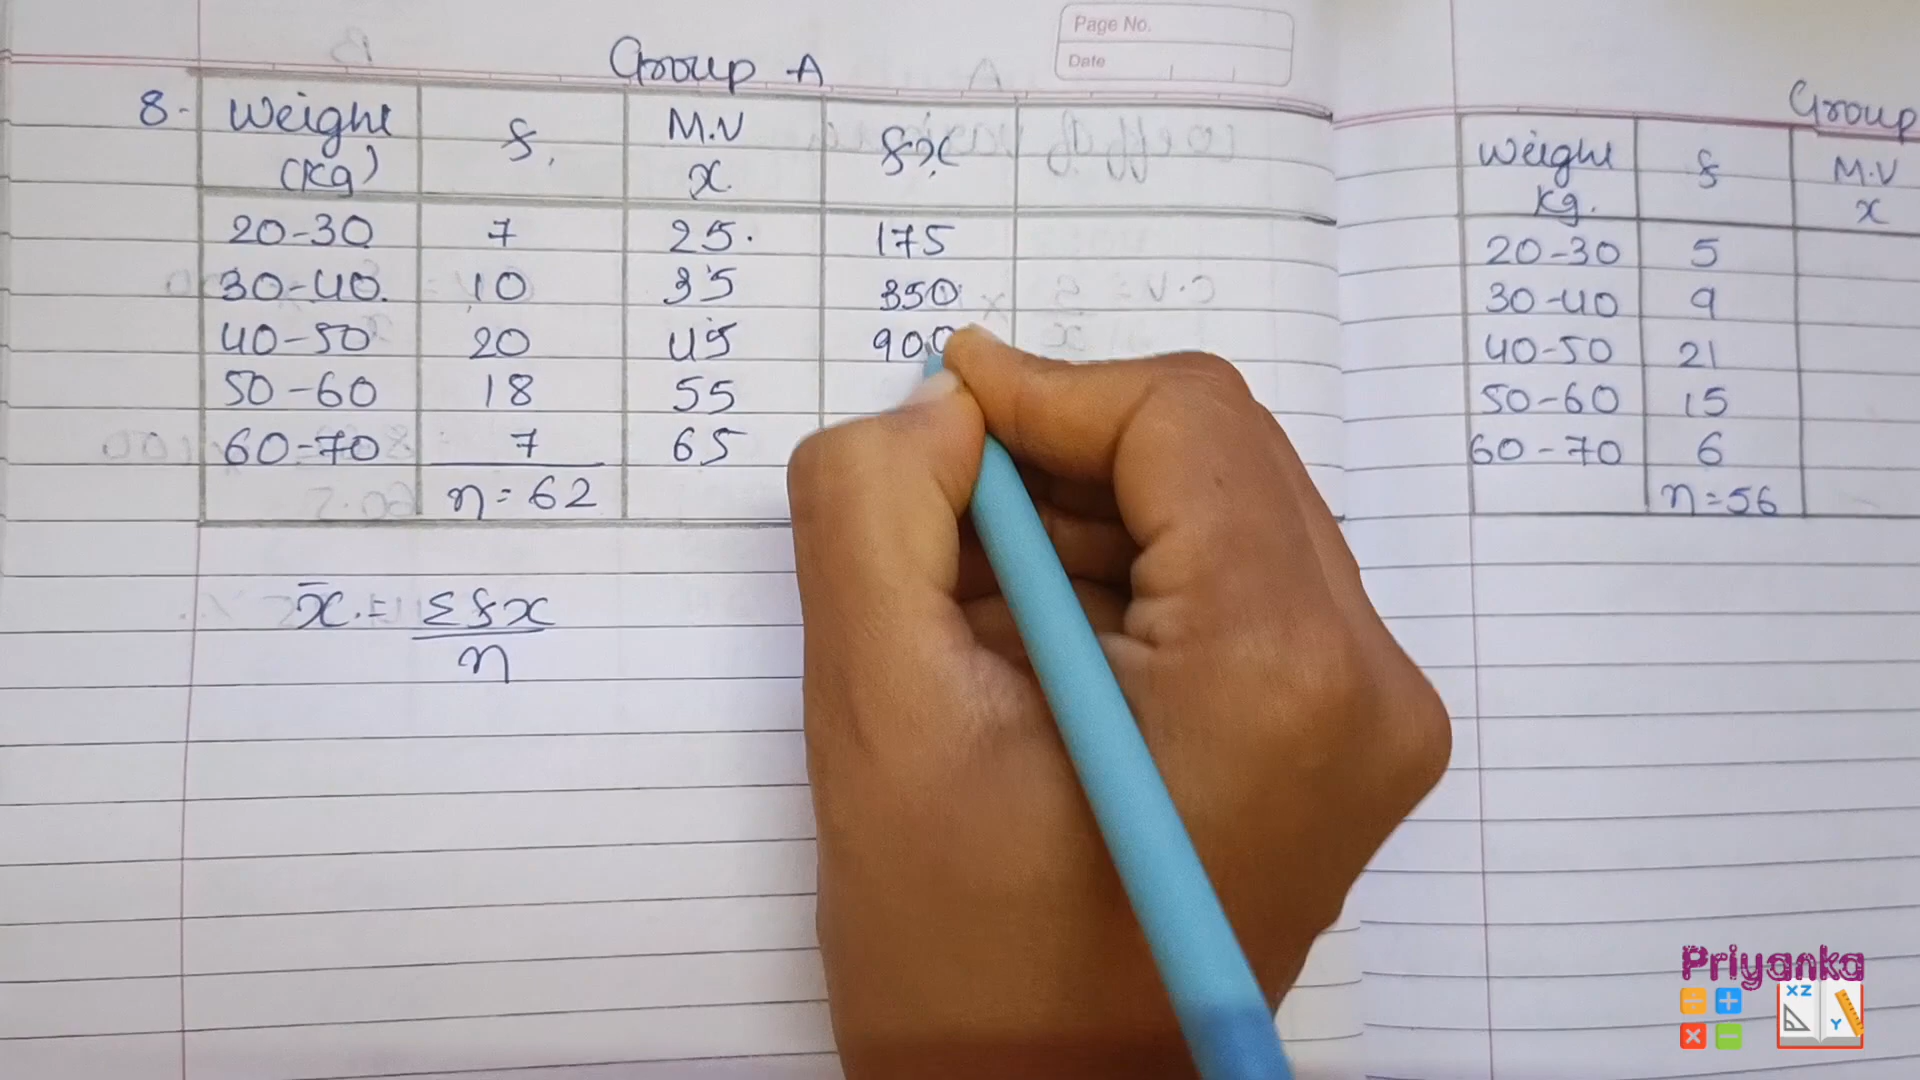 Page No.
Date
Group A
8. Weight (Kg) f. M.V x. fx
20-30 7 25. 175
30-40. 10 35 350
40-50 20 45 900
50-60 18 55
60-70 7 65
n = 62
x̄ = Σfx
n
Group
Weight Kg. f M.V x
20-30 5
30-40 9
40-50 21
50-60 15
60-70 6
n=56
Priyanka
XZ
Y